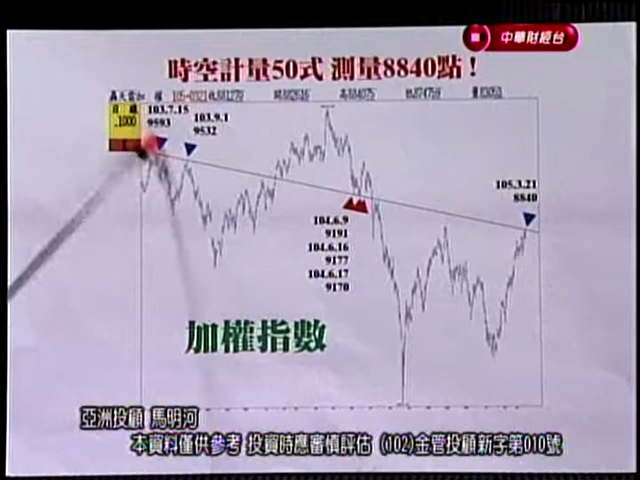 中華財經台
時空計量50式 測量8840點！
日線
.1000
103.7.15
9593
103.9.1
9532
105.3.21
8840
104.6.9
9191
104.6.16
9177
104.6.17
9170
加權指數
亞洲投顧 馬明河
本資料僅供參考 投資時應審慎評估 (102)金管投顧新字第010號